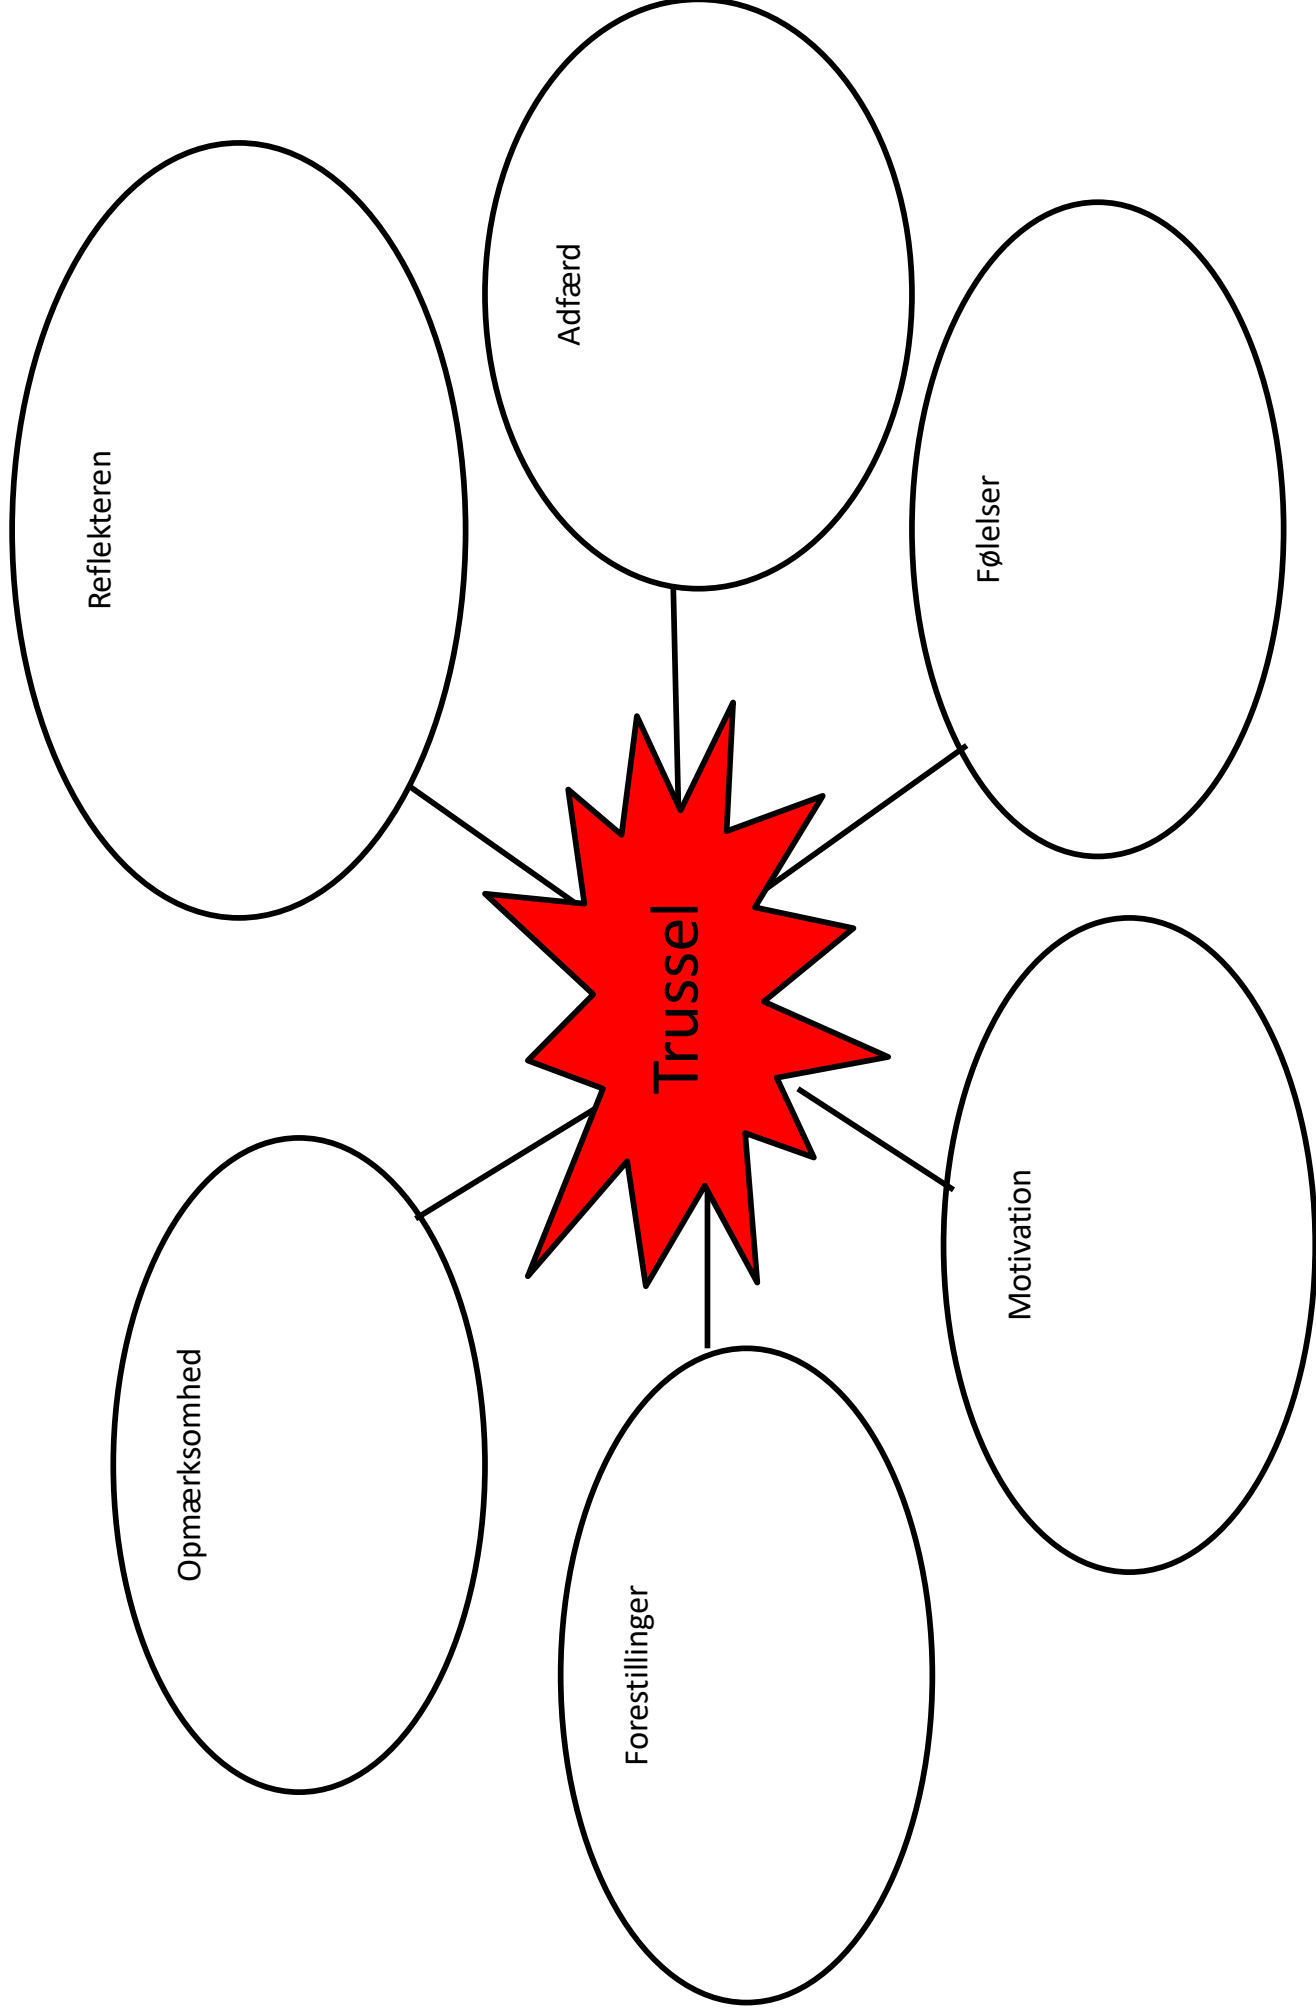 Opmærksomhed
Reflekteren
Forestillinger
Trussel
Adfærd
Motivation
Følelser